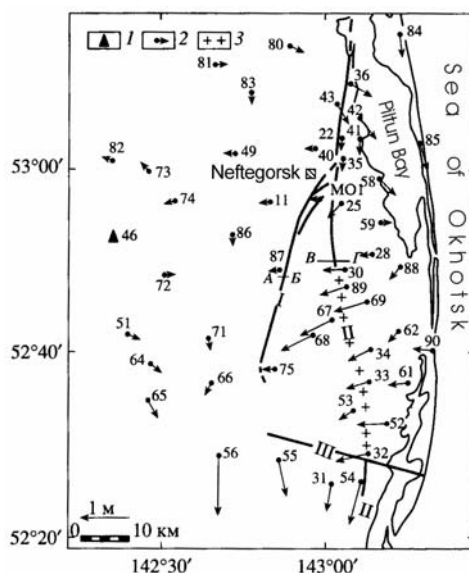 1 2 3
80 84
81
83 36
43
42
22 41
82 49 40 85
53°00′
73 Neftegorsk 35
MO1 58
74 11 25
Piltun Bay
Sea of Okhotsk
59
46 86
87 В Г 28
А Б 30 88
72
89
I 69
51 71 67 II 62 90
52°40′
68 34
64
66 75 33 61
65 53
52
III 32
56 55
31 54
II
1 м
0 10 км
52°20′
142°30′ 143°00′